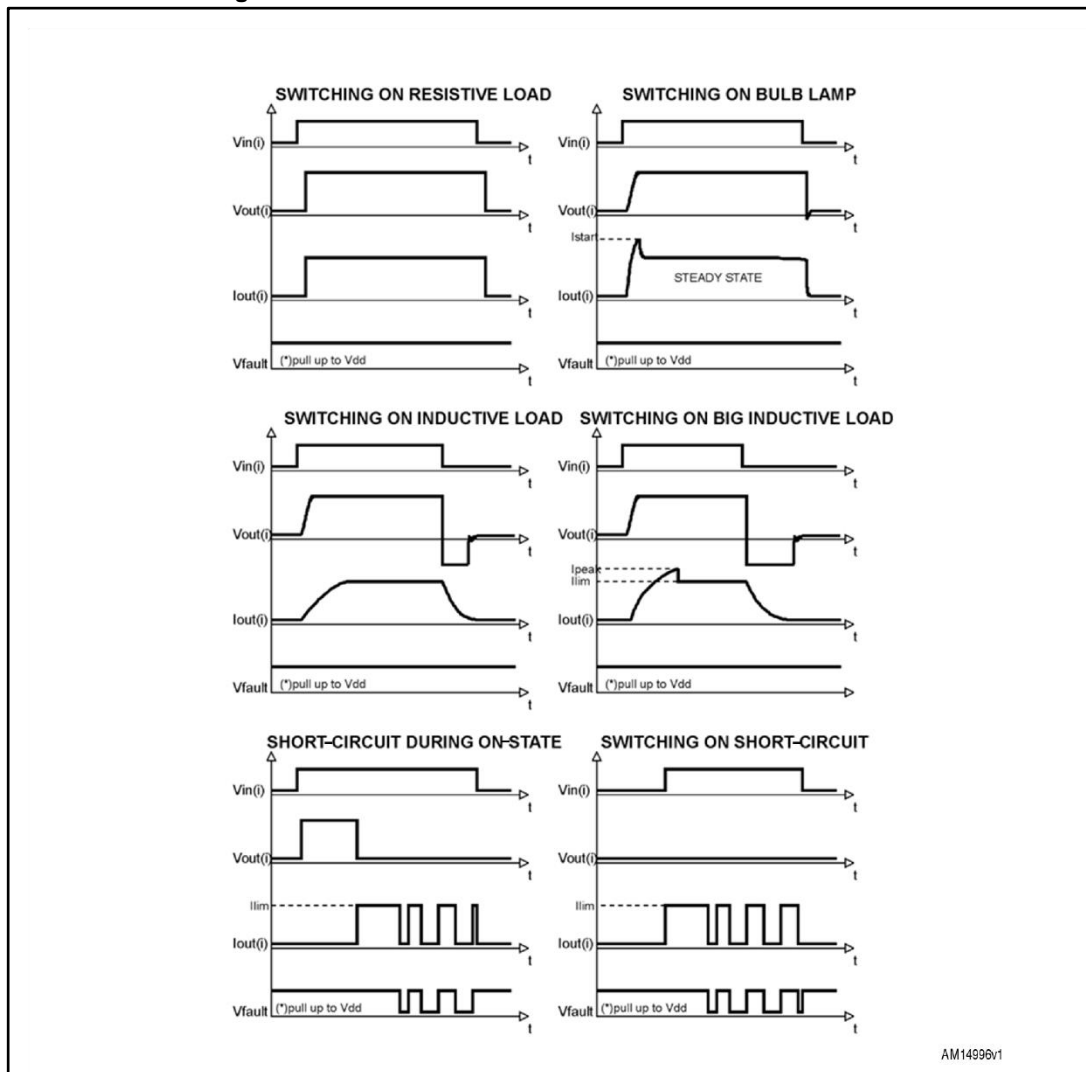 SWITCHING ON RESISTIVE LOAD
Vin(i)
t
Vout(i)
t
Iout(i)
t
Vfault
(*)pull up to Vdd
t
SWITCHING ON BULB LAMP
Vin(i)
t
Vout(i)
t
Istart
STEADY STATE
Iout(i)
t
Vfault
(*)pull up to Vdd
t
SWITCHING ON INDUCTIVE LOAD
Vin(i)
t
Vout(i)
t
Iout(i)
t
Vfault
(*)pull up to Vdd
t
SWITCHING ON BIG INDUCTIVE LOAD
Vin(i)
t
Vout(i)
t
Ipeak
Ilim
Iout(i)
t
Vfault
(*)pull up to Vdd
SHORT-CIRCUIT DURING ON-STATE
Vin(i)
t
Vout(i)
t
Ilim
Iout(i)
t
Vfault
(*)pull up to Vdd
t
SWITCHING ON SHORT-CIRCUIT
Vin(i)
t
Vout(i)
t
Ilim
Iout(i)
t
Vfault
(*)pull up to Vdd
t
AM14996v1